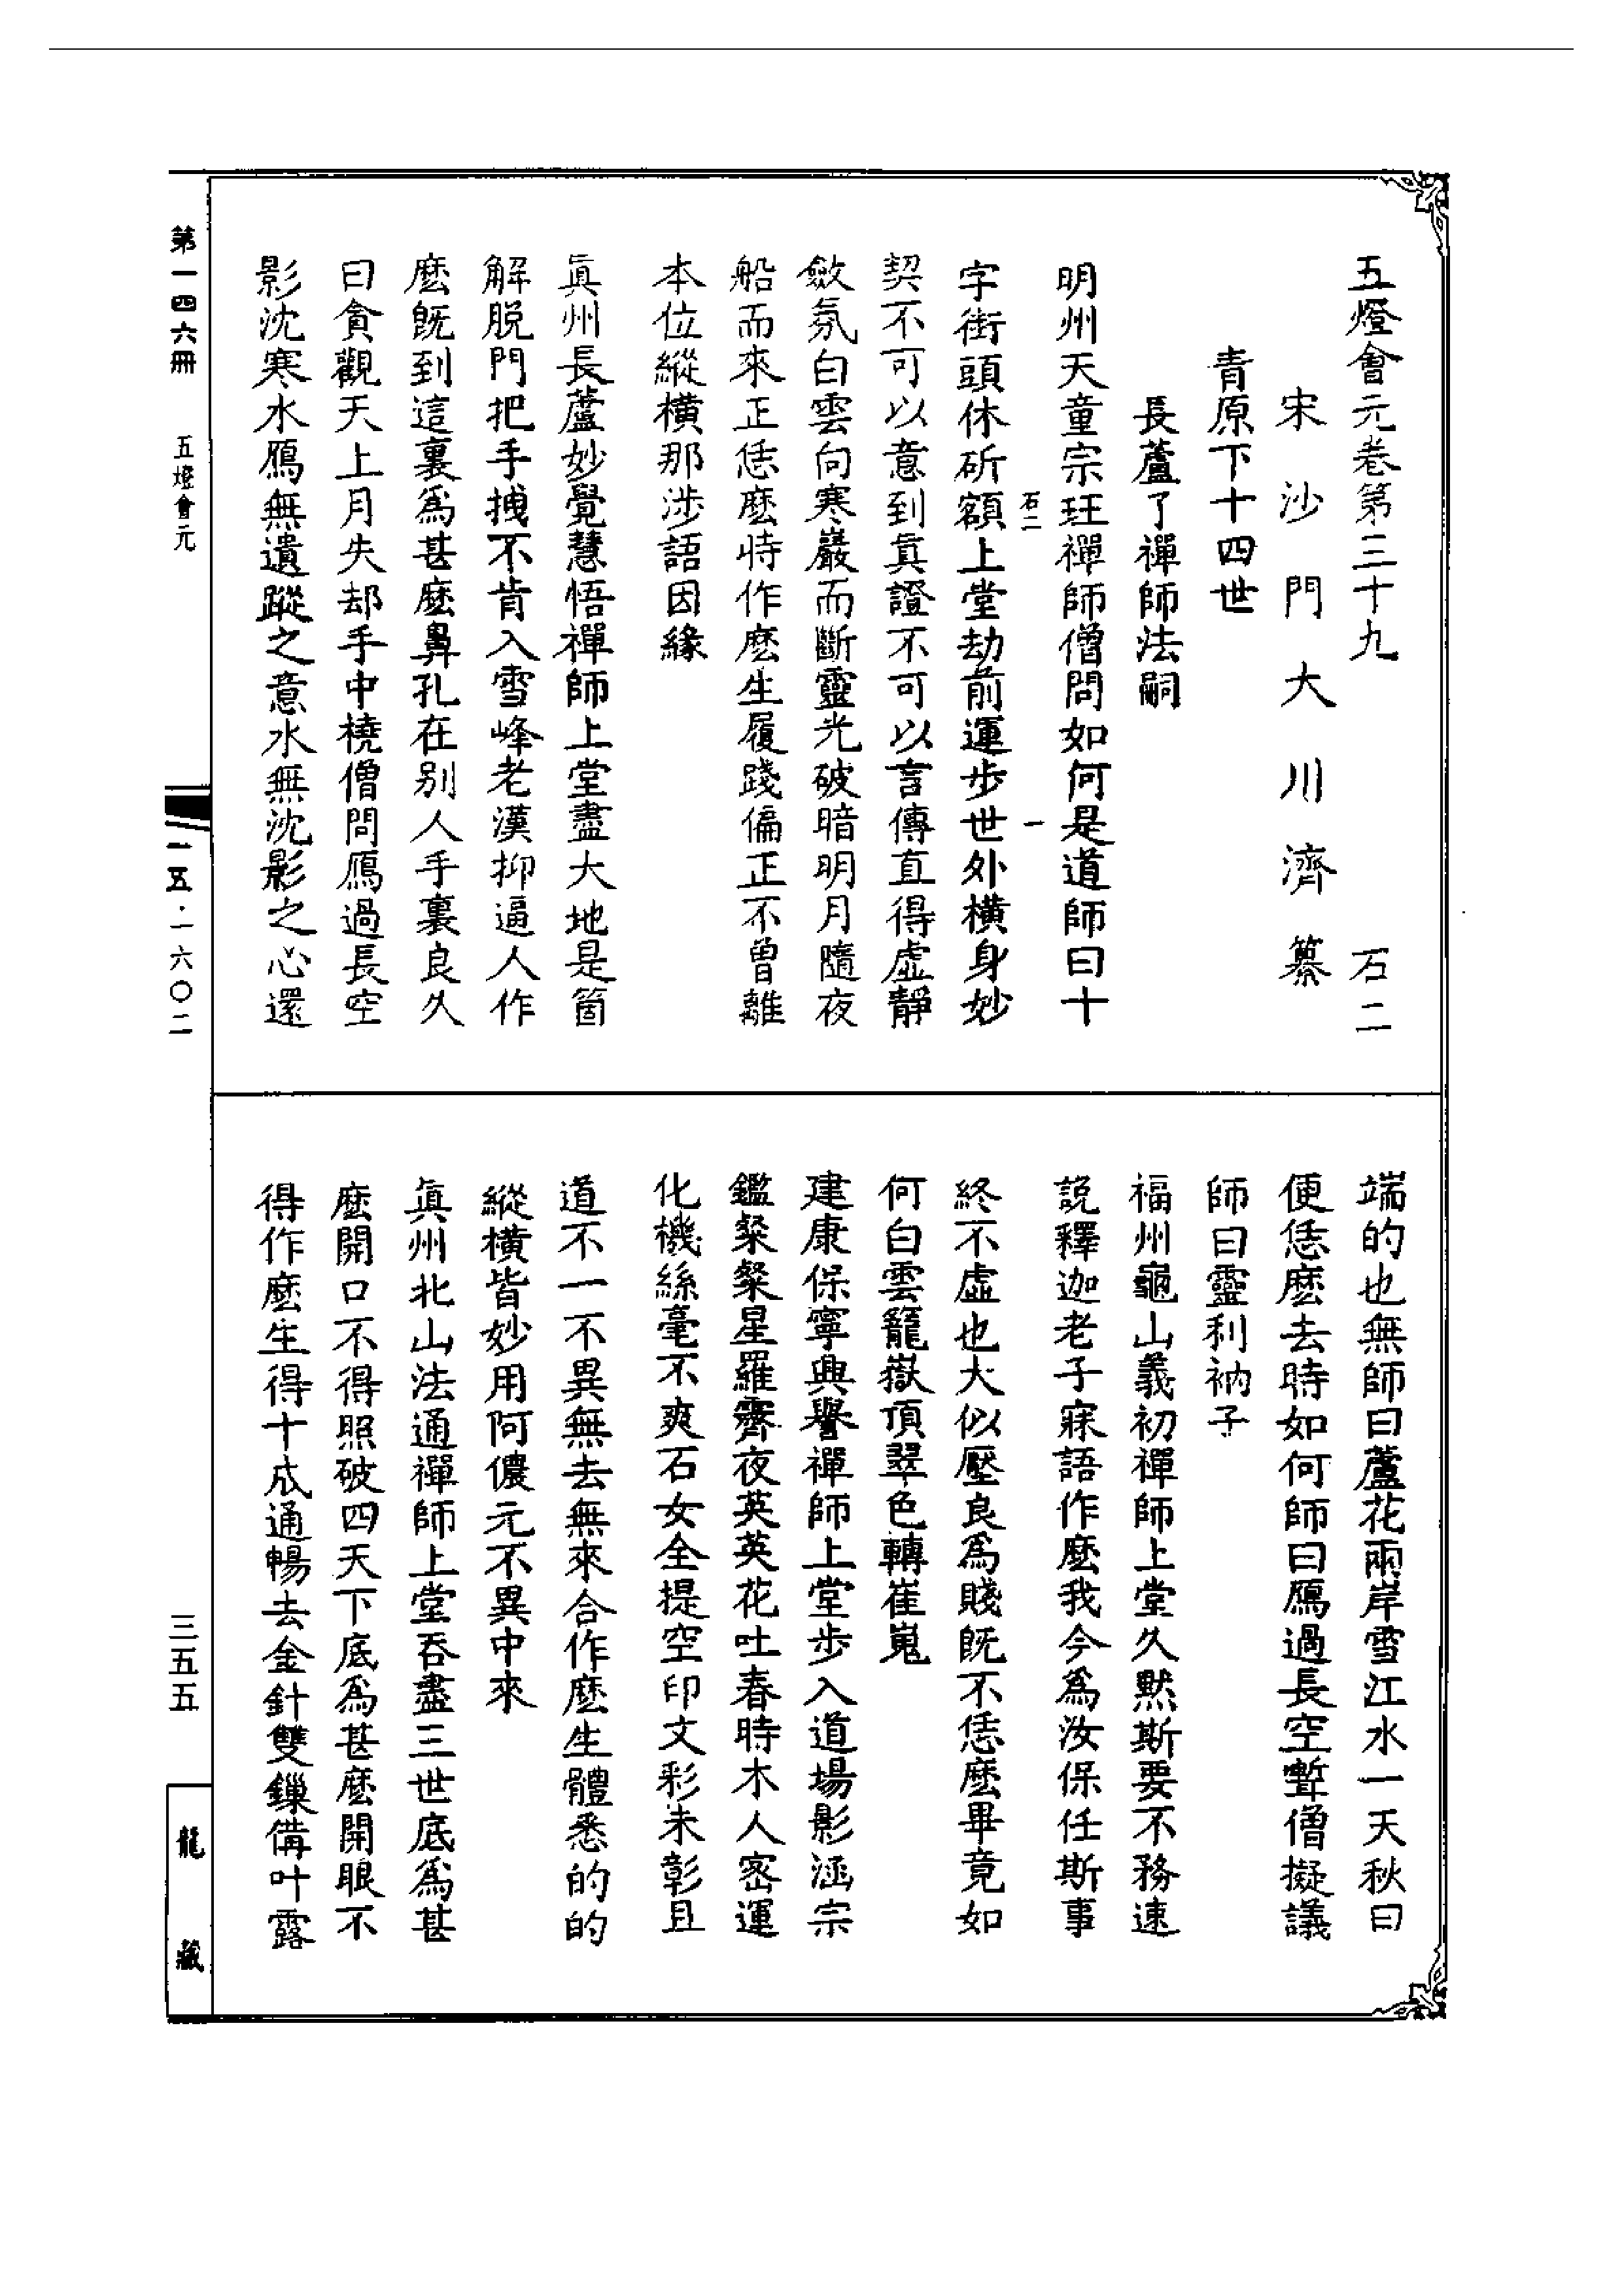 五燈會元卷第三十九　石二
宋沙門大川濟纂
青原下十四世
長蘆了禪師法嗣
明州天童宗珏禪師僧問如何是道師曰十
石二　一
字街頭休斫額上堂劫前運步世外橫身妙
契不可以意到眞證不可以言傳直得虛靜
斂氛白雲向寒巖而斷靈光破暗明月隨夜
船而來正恁麽時作麽生履踐偏正不曾離
本位縱橫那涉語因緣
眞州長蘆妙覺慧悟禪師上堂盡大地是箇
解脱門把手拽不肯入雪峰老漢抑逼人作
麽旣到這裏爲甚麽鼻孔在別人手裏良久
曰貪觀天上月失却手中橈僧問鴈過長空
影沈寒水鴈無遺蹤之意水無沈影之心還
端的也無師曰蘆花兩岸雪江水一天秋曰
便恁麽去時如何師曰鴈過長空聻僧擬議
師曰靈利衲子
福州龜山義初禪師上堂久默斯要不務速
説釋迦老子寐語作麽我今爲汝保任斯事
終不虛也大似壓良爲賤旣不恁麽畢竟如
何白雲籠嶽頂翠色轉崔嵬
建康保寧興譽禪師上堂步入道場影涵宗
鑑粲粲星羅霽夜英英花吐春時木人密運
化機絲毫不爽石女全提空印文彩未彰且
道不一不異無去無來合作麽生體悉的的
縱橫皆妙用阿儂元不異中來
眞州北山法通禪師上堂吞盡三世底爲甚
麽開口不得照破四天下底爲甚麽開眼不
得作麽生得十成通暢去金針雙鏁備叶露
第一四六冊　五燈會元
一五·一六〇二
三五五
龍藏